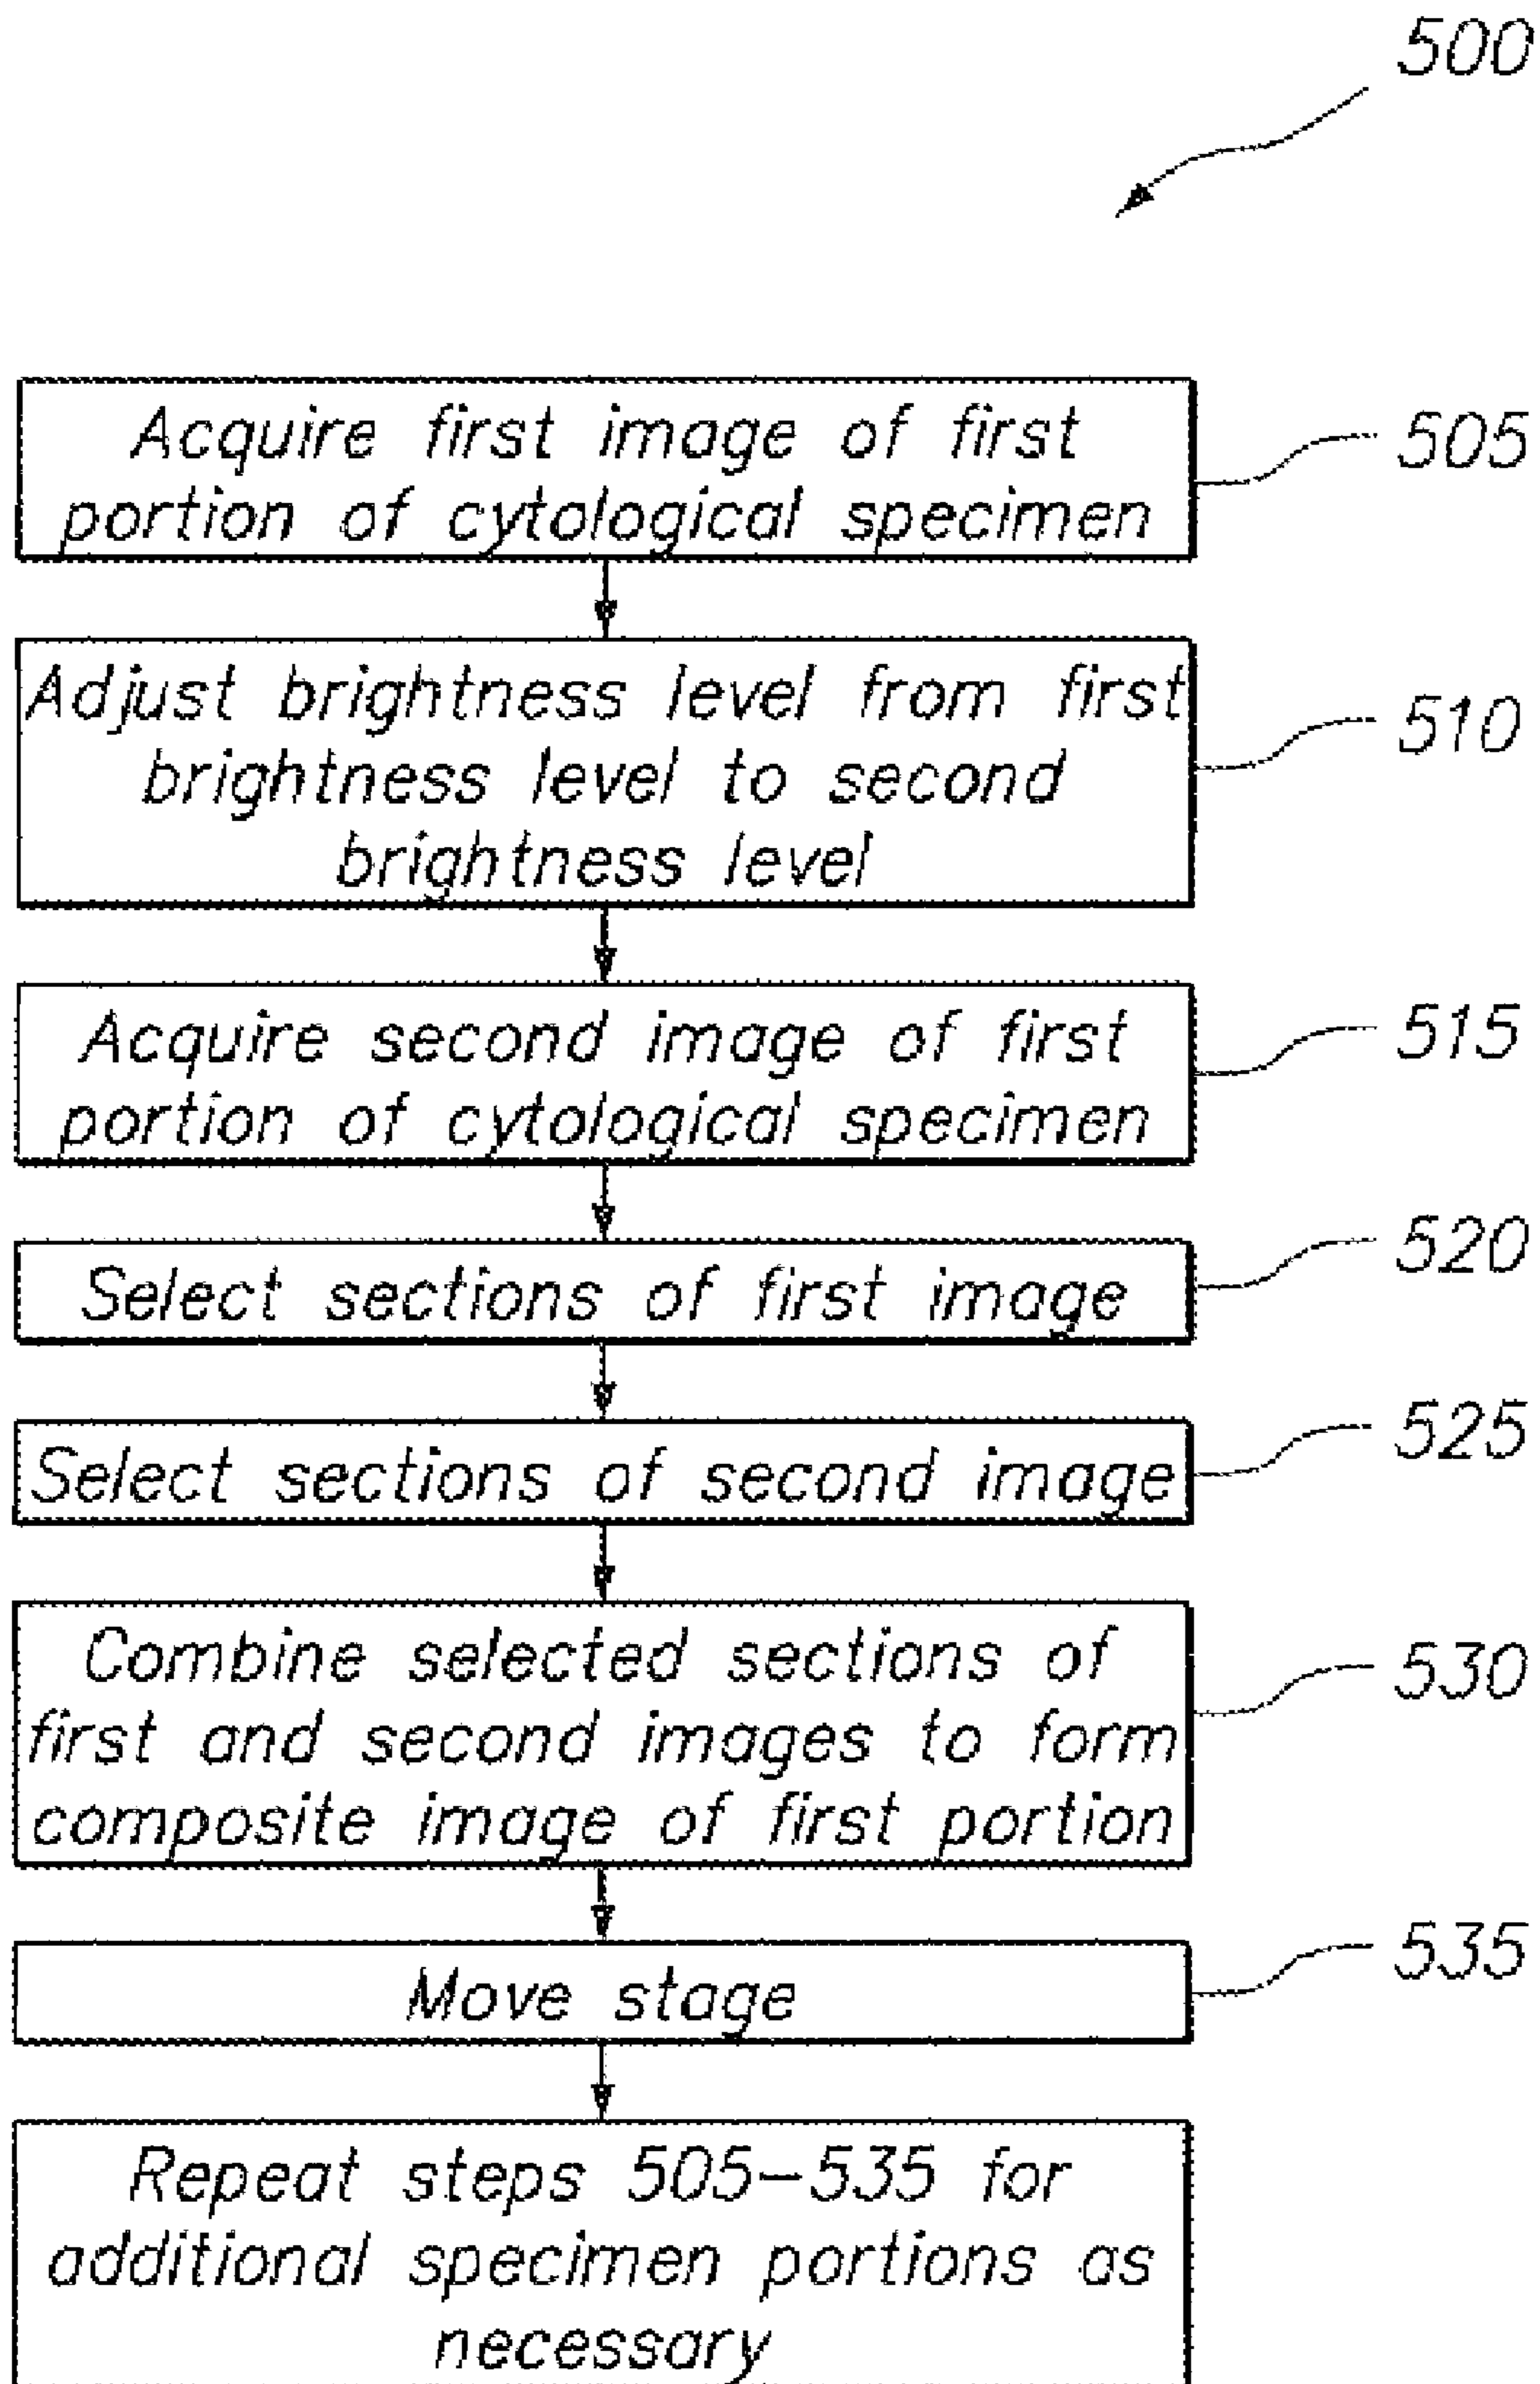 500
Acquire first image of first
portion of cytological specimen
505
Adjust brightness level from first
brightness level to second
brightness level
510
Acquire second image of first
portion of cytological specimen
515
Select sections of first image
520
Select sections of second image
525
Combine selected sections of
first and second images to form
composite image of first portion
530
Move stage
535
Repeat steps 505–535 for
additional specimen portions as
necessary